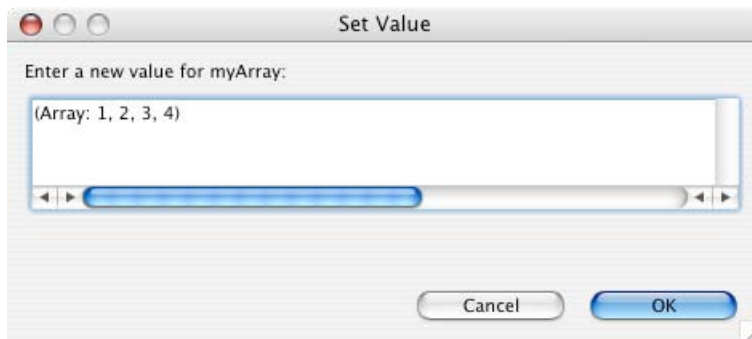 Set Value
Enter a new value for myArray:
(Array: 1, 2, 3, 4)
Cancel OK